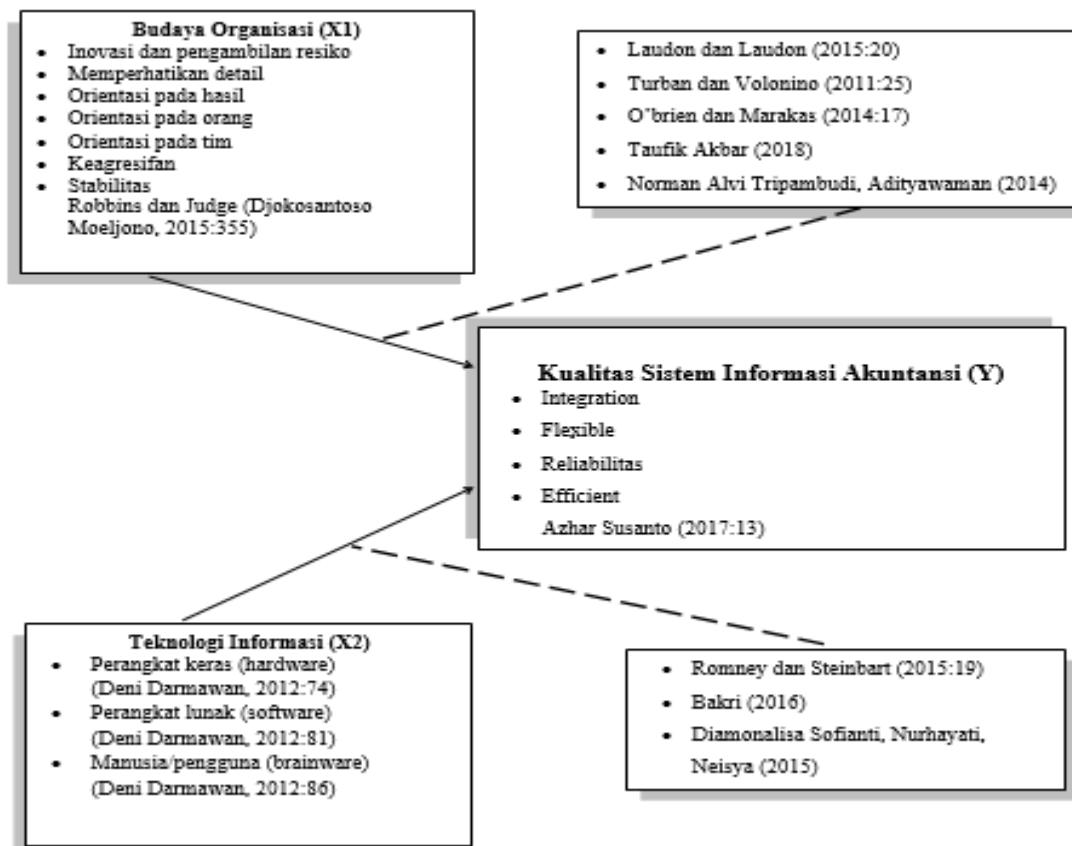 Budaya Organisasi (X1)
• Inovasi dan pengambilan resiko
• Memperhatikan detail
• Orientasi pada hasil
• Orientasi pada orang
• Orientasi pada tim
• Keagresifan
• Stabilitas
Robbins dan Judge (Djokosantoso
Moeljono, 2015:355)
• Laudon dan Laudon (2015:20)
• Turban dan Volonino (2011:25)
• O"brien dan Marakas (2014:17)
• Taufik Akbar (2018)
• Norman Alvi Tripambudi, Adityawaman (2014)
Kualitas Sistem Informasi Akuntansi (Y)
• Integration
• Flexible
• Reliabilitas
• Efficient
Azhar Susanto (2017:13)
Teknologi Informasi (X2)
• Perangkat keras (hardware)
(Deni Darmawan, 2012:74)
• Perangkat lunak (software)
(Deni Darmawan, 2012:81)
• Manusia/pengguna (brainware)
(Deni Darmawan, 2012:86)
• Romney dan Steinbart (2015:19)
• Bakri (2016)
• Diamonalisa Sofianti, Nurhayati,
Neisya (2015)